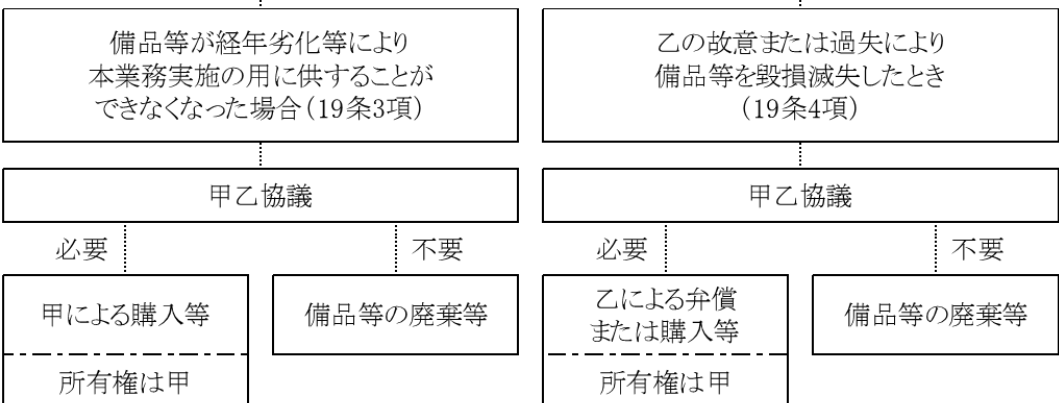 備品等が経年劣化等により
本業務実施の用に供することが
できなくなった場合（19条3項）
甲乙協議
必要
不要
甲による購入等
所有権は甲
備品等の廃棄等
乙の故意または過失により
備品等を毀損滅失したとき
（19条4項）
甲乙協議
必要
不要
乙による弁償
または購入等
所有権は甲
備品等の廃棄等